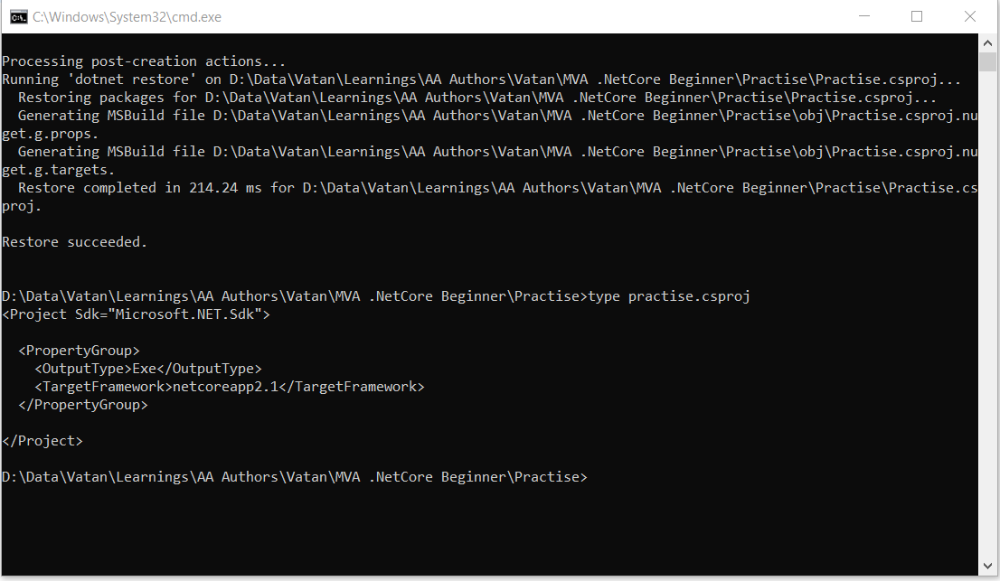 C:\Windows\System32\cmd.exe
Processing post-creation actions...
Running 'dotnet restore' on D:\Data\Vatan\Learnings\AA Authors\Vatan\MVA .NetCore Beginner\Practise\Practise.csproj...
  Restoring packages for D:\Data\Vatan\Learnings\AA Authors\Vatan\MVA .NetCore Beginner\Practise\Practise.csproj...
  Generating MSBuild file D:\Data\Vatan\Learnings\AA Authors\Vatan\MVA .NetCore Beginner\Practise\obj\Practise.csproj.nu
get.g.props.
  Generating MSBuild file D:\Data\Vatan\Learnings\AA Authors\Vatan\MVA .NetCore Beginner\Practise\obj\Practise.csproj.nu
get.g.targets.
  Restore completed in 214.24 ms for D:\Data\Vatan\Learnings\AA Authors\Vatan\MVA .NetCore Beginner\Practise\Practise.cs
proj.
Restore succeeded.
D:\Data\Vatan\Learnings\AA Authors\Vatan\MVA .NetCore Beginner\Practise>type practise.csproj
<Project Sdk="Microsoft.NET.Sdk">
  <PropertyGroup>
    <OutputType>Exe</OutputType>
    <TargetFramework>netcoreapp2.1</TargetFramework>
  </PropertyGroup>
</Project>
D:\Data\Vatan\Learnings\AA Authors\Vatan\MVA .NetCore Beginner\Practise>